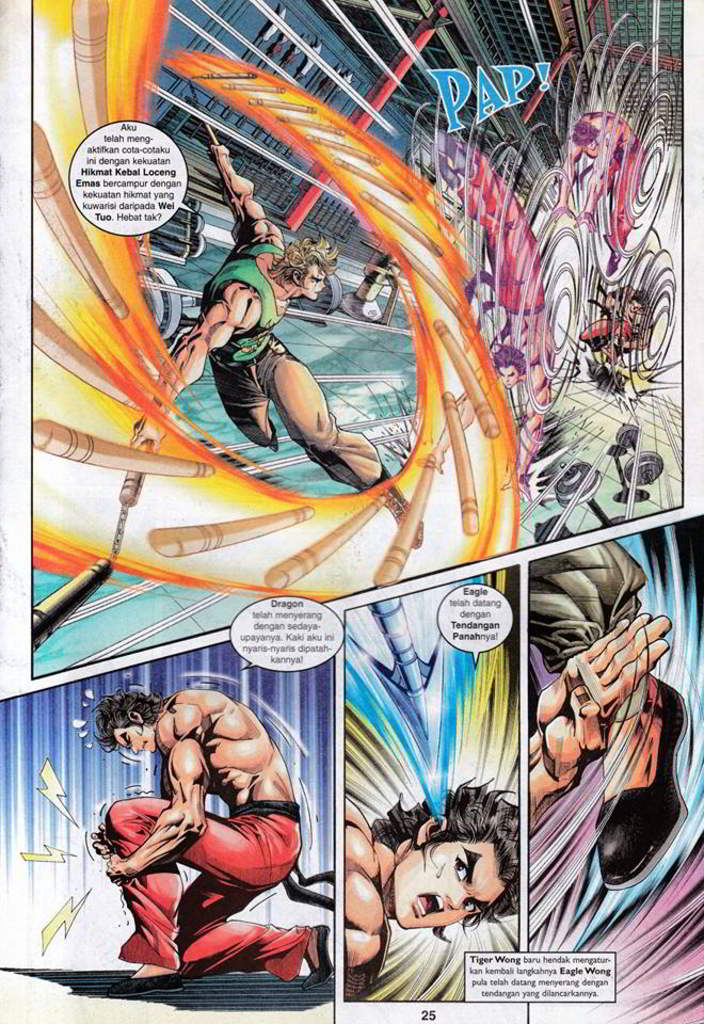 PAP!
Aku
telah meng-
aktifkan cota-cotaku
ini dengan kekuatan
Hikmat Kebal Loceng
Emas bercampur dengan
kekuatan hikmat yang
kuwarisi daripada Wei
Tuo. Hebat tak?
Dragon
telah menyerang
dengan sedaya-
upayanya. Kaki aku ini
nyaris-nyaris dipatah-
kannya!
Eagle
telah datang
dengan
Tendangan
Panahnya!
Tiger Wong baru hendak mengatur-
kan kembali langkahnya Eagle Wong
pula telah datang menyerang dengan
tendangan yang dilancarkannya.
25